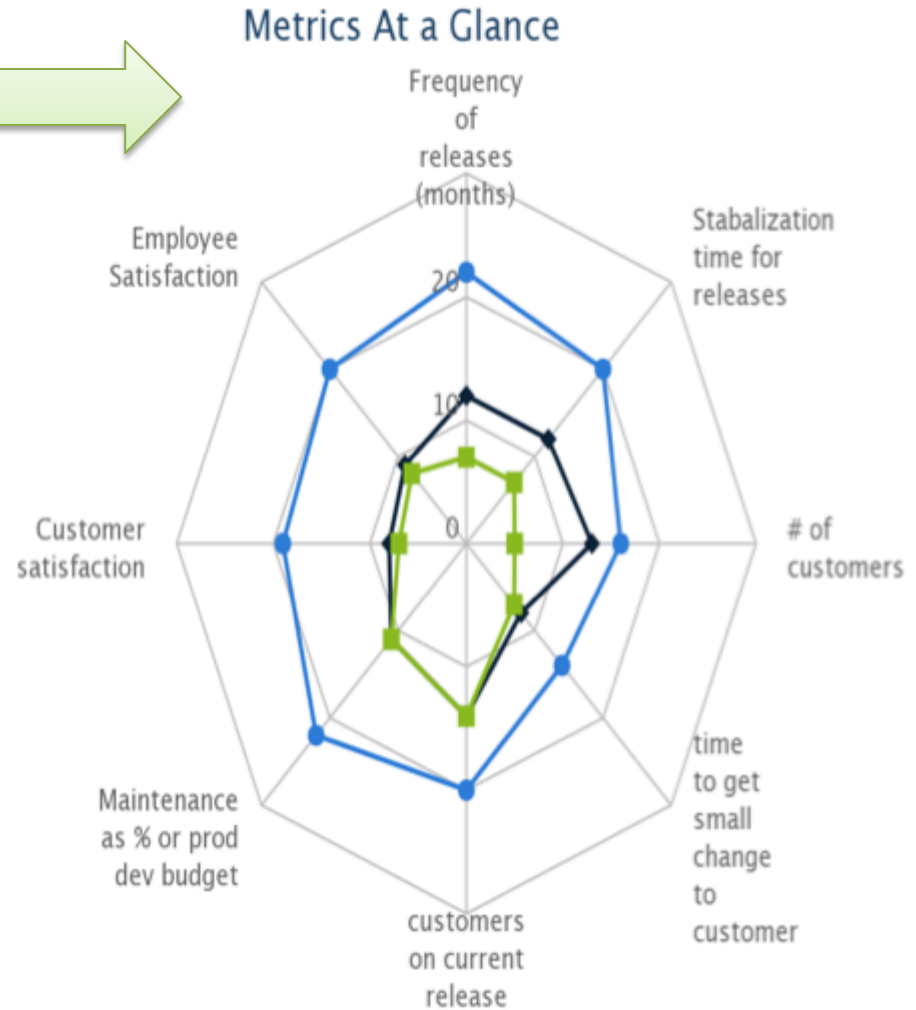 Metrics At a Glance
Frequency
of
releases
(months)
Stabalization
time for
releases
# of
customers
time
to get
small
change
to
customer
customers
on current
release
Maintenance
as % or prod
dev budget
Customer
satisfaction
Employee
Satisfaction
20
10
0